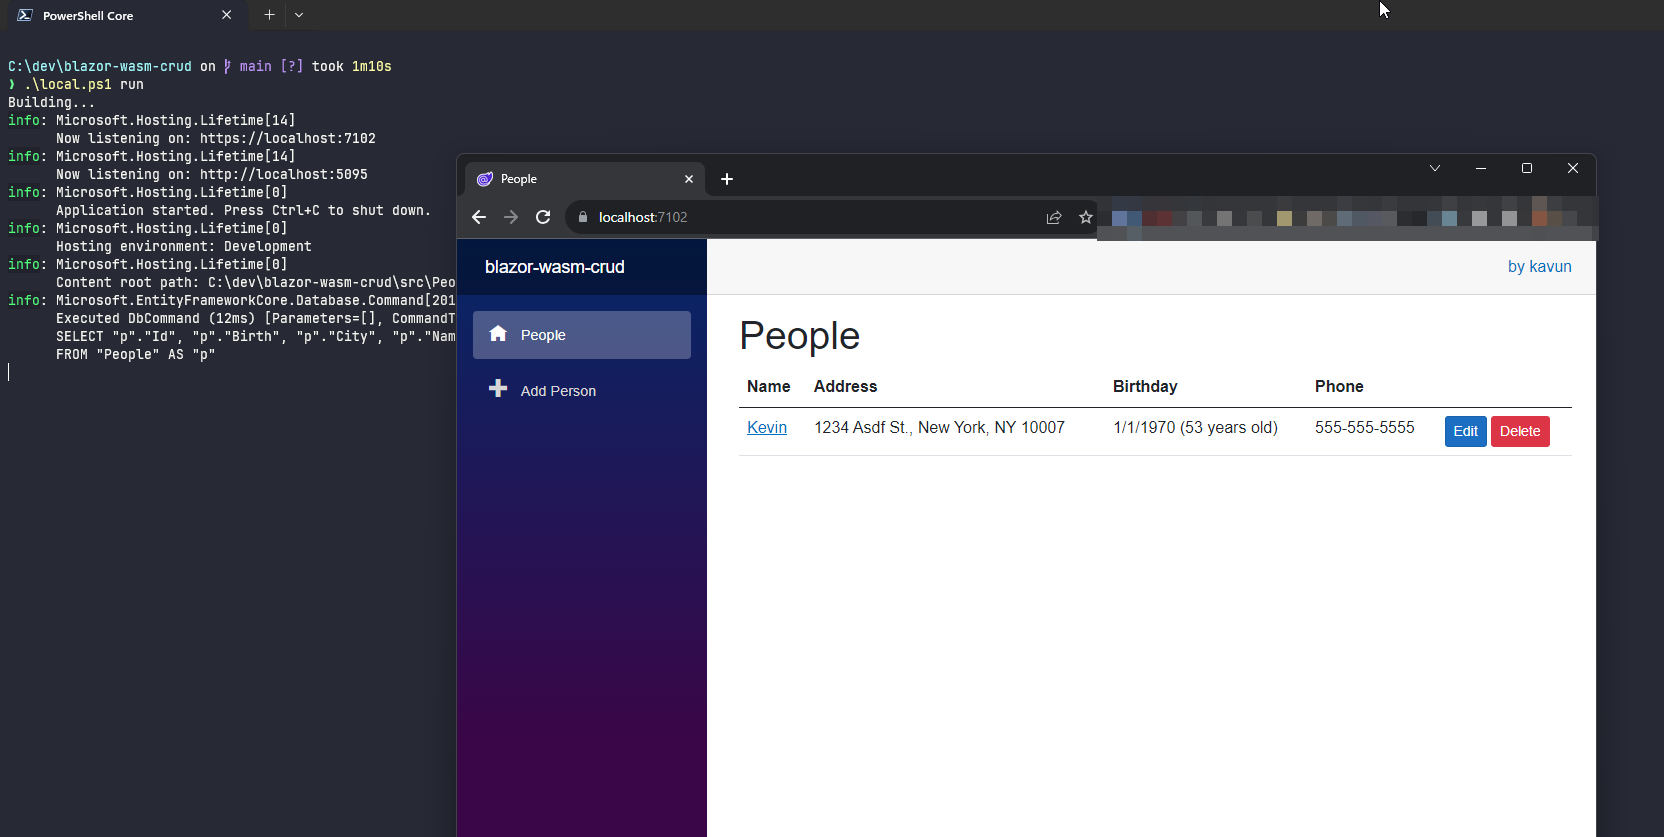 PowerShell Core
C:\dev\blazor-wasm-crud on main [?] took 1m10s
❯ .\local.ps1 run
Building...
info: Microsoft.Hosting.Lifetime[14]
Now listening on: https://localhost:7102
info: Microsoft.Hosting.Lifetime[14]
Now listening on: http://localhost:5095
info: Microsoft.Hosting.Lifetime[0]
Application started. Press Ctrl+C to shut down.
info: Microsoft.Hosting.Lifetime[0]
Hosting environment: Development
info: Microsoft.Hosting.Lifetime[0]
Content root path: C:\dev\blazor-wasm-crud\src\Peo
info: Microsoft.EntityFrameworkCore.Database.Command[201
Executed DbCommand (12ms) [Parameters=[], CommandT
SELECT "p"."Id", "p"."Birth", "p"."City", "p"."Nam
FROM "People" AS "p"
People
localhost:7102
blazor-wasm-crud
by kavun
People
Add Person
People
Name Address Birthday Phone
Kevin 1234 Asdf St., New York, NY 10007 1/1/1970 (53 years old) 555-555-5555 Edit Delete